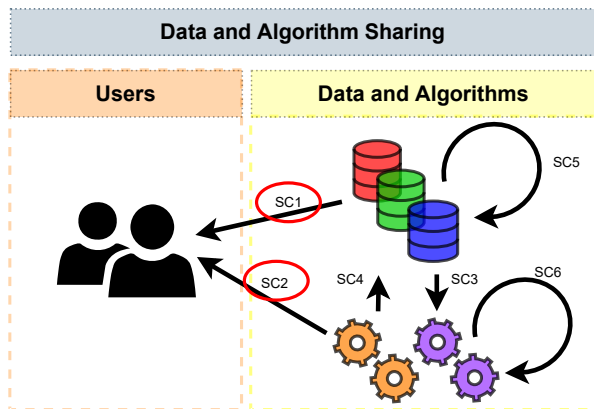 Data and Algorithm Sharing
Users
Data and Algorithms
SC1
SC5
SC2
SC4
SC3
SC6